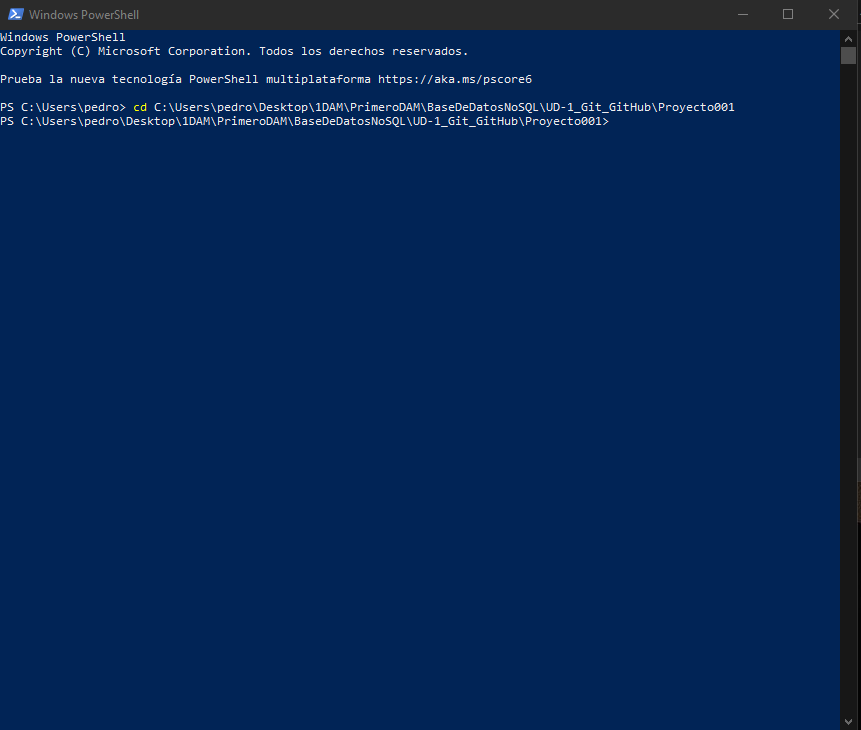 Windows PowerShell
Windows PowerShell
Copyright (C) Microsoft Corporation. Todos los derechos reservados.
Prueba la nueva tecnología PowerShell multiplataforma https://aka.ms/pscore6
PS C:\Users\pedro> cd C:\Users\pedro\Desktop\1DAM\PrimeroDAM\BaseDeDatosNoSQL\UD-1_Git_GitHub\Proyecto001
PS C:\Users\pedro\Desktop\1DAM\PrimeroDAM\BaseDeDatosNoSQL\UD-1_Git_GitHub\Proyecto001>